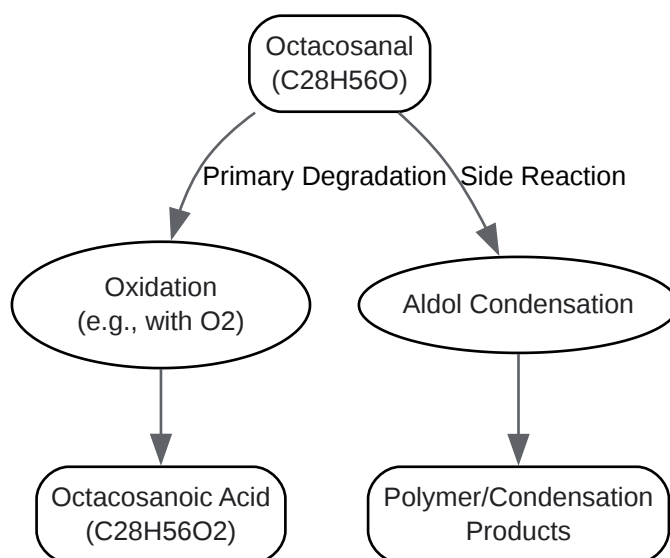 Octacosanal
(C28H56O)
Primary Degradation
Side Reaction
Oxidation
(e.g., with O2)
Aldol Condensation
Octacosanoic Acid
(C28H56O2)
Polymer/Condensation
Products